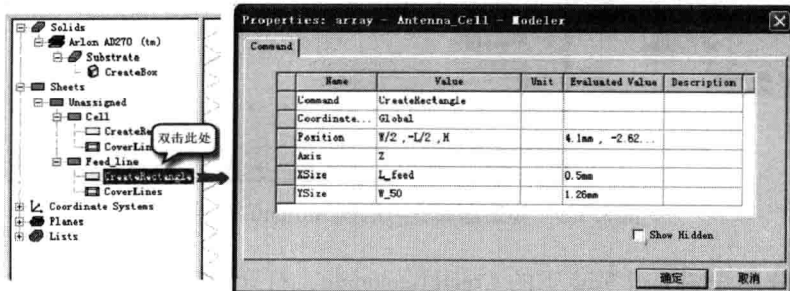 Solids
Arlon AD270 (tm)
Substrate
CreateBox
Sheets
Unassigned
Cell
CreateRe
CoverLin
Feed_line
CreateRectangle
CoverLines
Coordinate Systems
Planes
Lists
双击此处
Properties: array - Antenna_Cell - Modeler
Command
Name Value Unit Evaluated Value Description
Command CreateRectangle
Coordinate... Global
Position W/2 ,-L/2 ,H 4.1mm , -2.62...
Axis Z
XSize L_feed 0.5mm
YSize W_50 1.26mm
Show Hidden
确定 取消